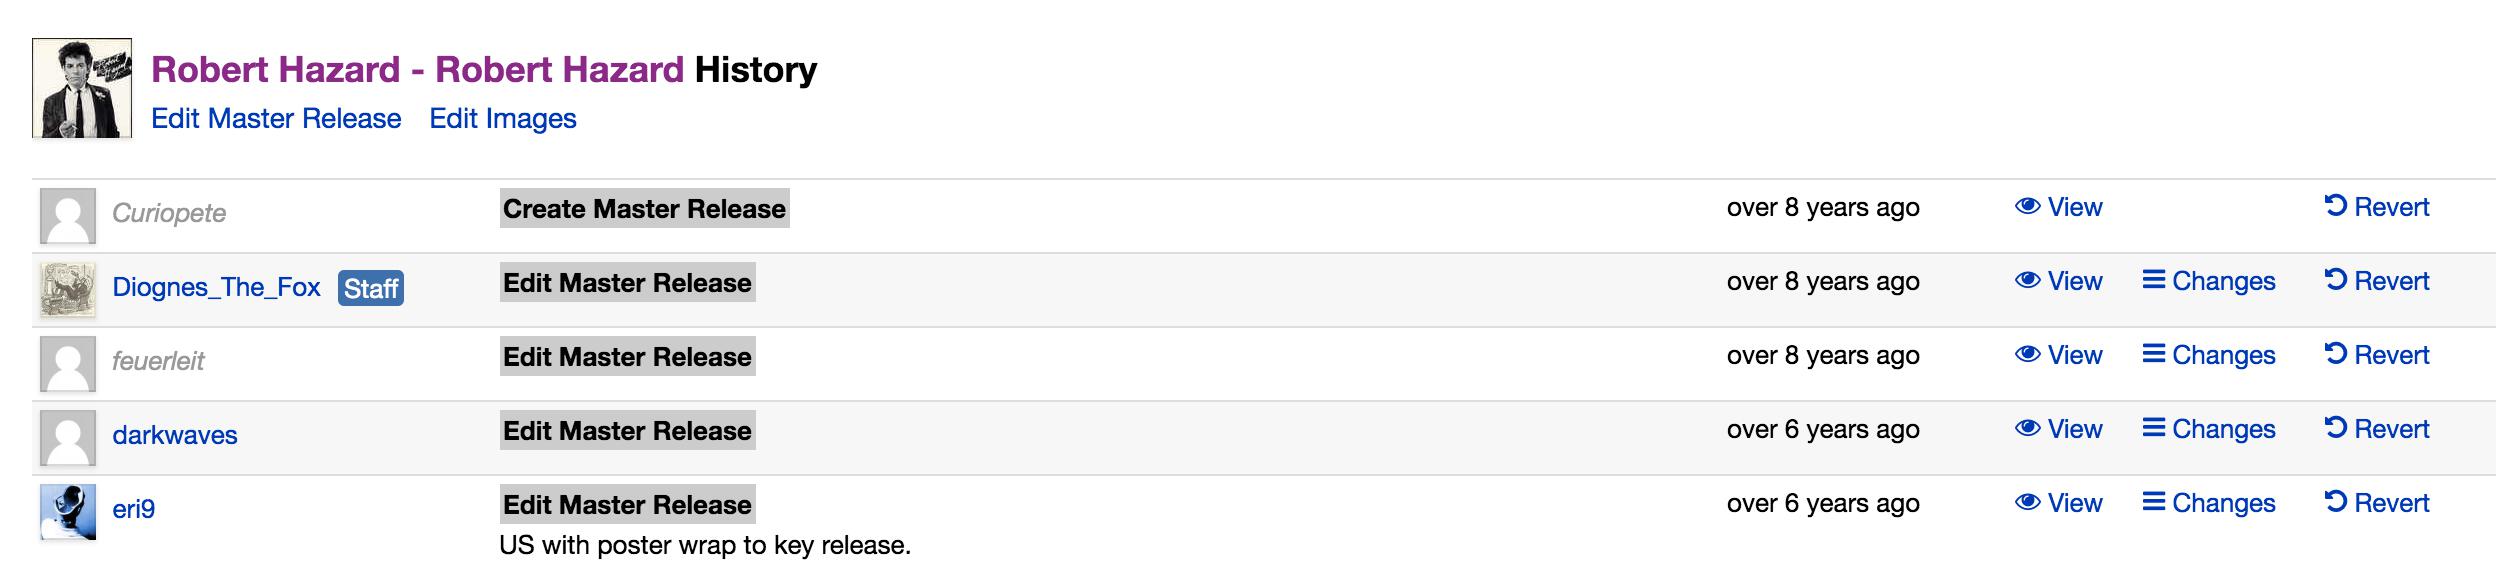 Robert Hazard - Robert Hazard History
Edit Master Release Edit Images
Curiopete Create Master Release over 8 years ago View Revert
Diognes_The_Fox Staff Edit Master Release over 8 years ago View Changes Revert
feuerleit Edit Master Release over 8 years ago View Changes Revert
darkwaves Edit Master Release over 6 years ago View Changes Revert
eri9 Edit Master Release over 6 years ago View Changes Revert
US with poster wrap to key release.